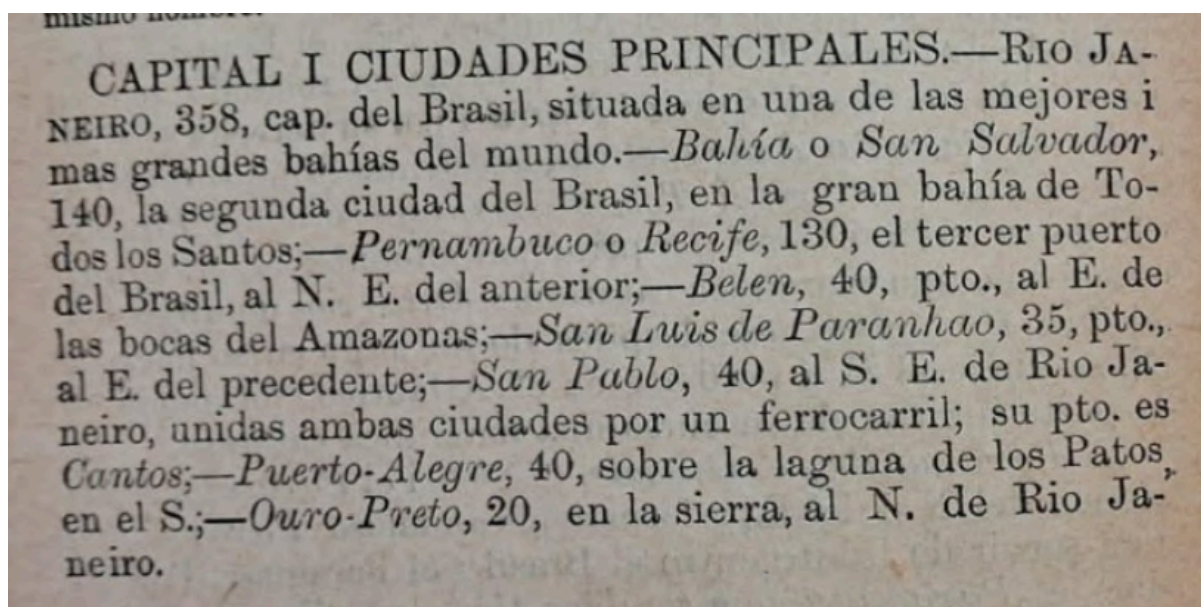 mismo nombre.
CAPITAL I CIUDADES PRINCIPALES.—RIO JA-
NEIRO, 358, cap. del Brasil, situada en una de las mejores i
mas grandes bahías del mundo.—Bahía o San Salvador,
140, la segunda ciudad del Brasil, en la gran bahía de To-
dos los Santos;—Pernambuco o Recife, 130, el tercer puerto
del Brasil, al N. E. del anterior;—Belen, 40, pto., al E. de
las bocas del Amazonas;—San Luis de Paranhao, 35, pto.,
al E. del precedente;—San Pablo, 40, al S. E. de Rio Ja-
neiro, unidas ambas ciudades por un ferrocarril; su pto. es
Cantos;—Puerto-Alegre, 40, sobre la laguna de los Patos,
en el S.;—Ouro-Preto, 20, en la sierra, al N. de Rio Ja-
neiro.